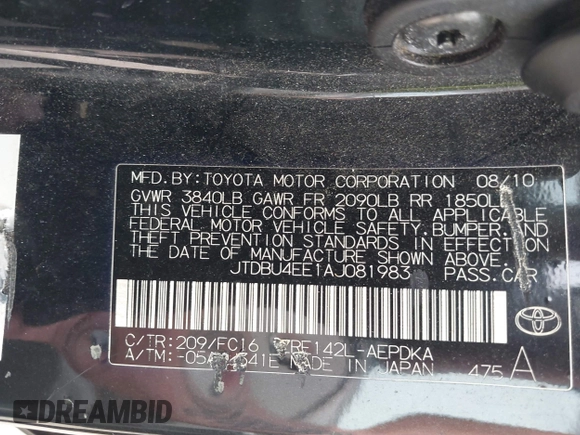 MFD.BY:TOYOTA MOTOR CORPORATION 08/10
GVWR 3840LB GAWR FR 2090LB RR 1850LB
THIS VEHICLE CONFORMS TO ALL APPLICABLE
FEDERAL MOTOR VEHICLE SAFETY,BUMPER,AND
THEFT PREVENTION STANDARDS IN EFFECT ON
THE DATE OF MANUFACTURE SHOWN ABOVE.
JTDBU4EE1AJ081983 PASS.CAR
C/TR:209/FC16 ZRE142L-AEPDKA
A/TM: MADE IN JAPAN 475 A
DREAMBID